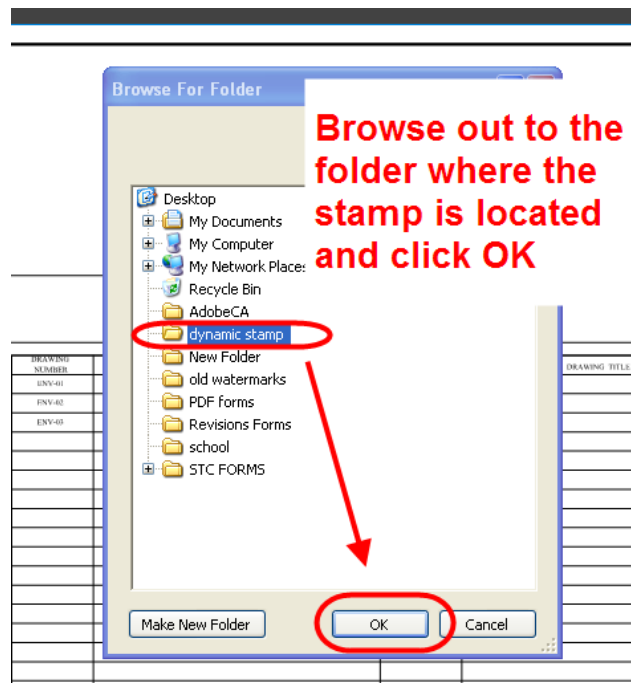 Browse For Folder
Browse out to the
folder where the
stamp is located
and click OK
Desktop
My Documents
My Computer
My Network Places
Recycle Bin
AdobeCA
dynamic stamp
New Folder
old watermarks
PDF forms
Revisions Forms
school
STC FORMS
Make New Folder
OK
Cancel
DRAWING
NUMBER
ENV-01
ENV-02
ENV-03
DRAWING TITLE